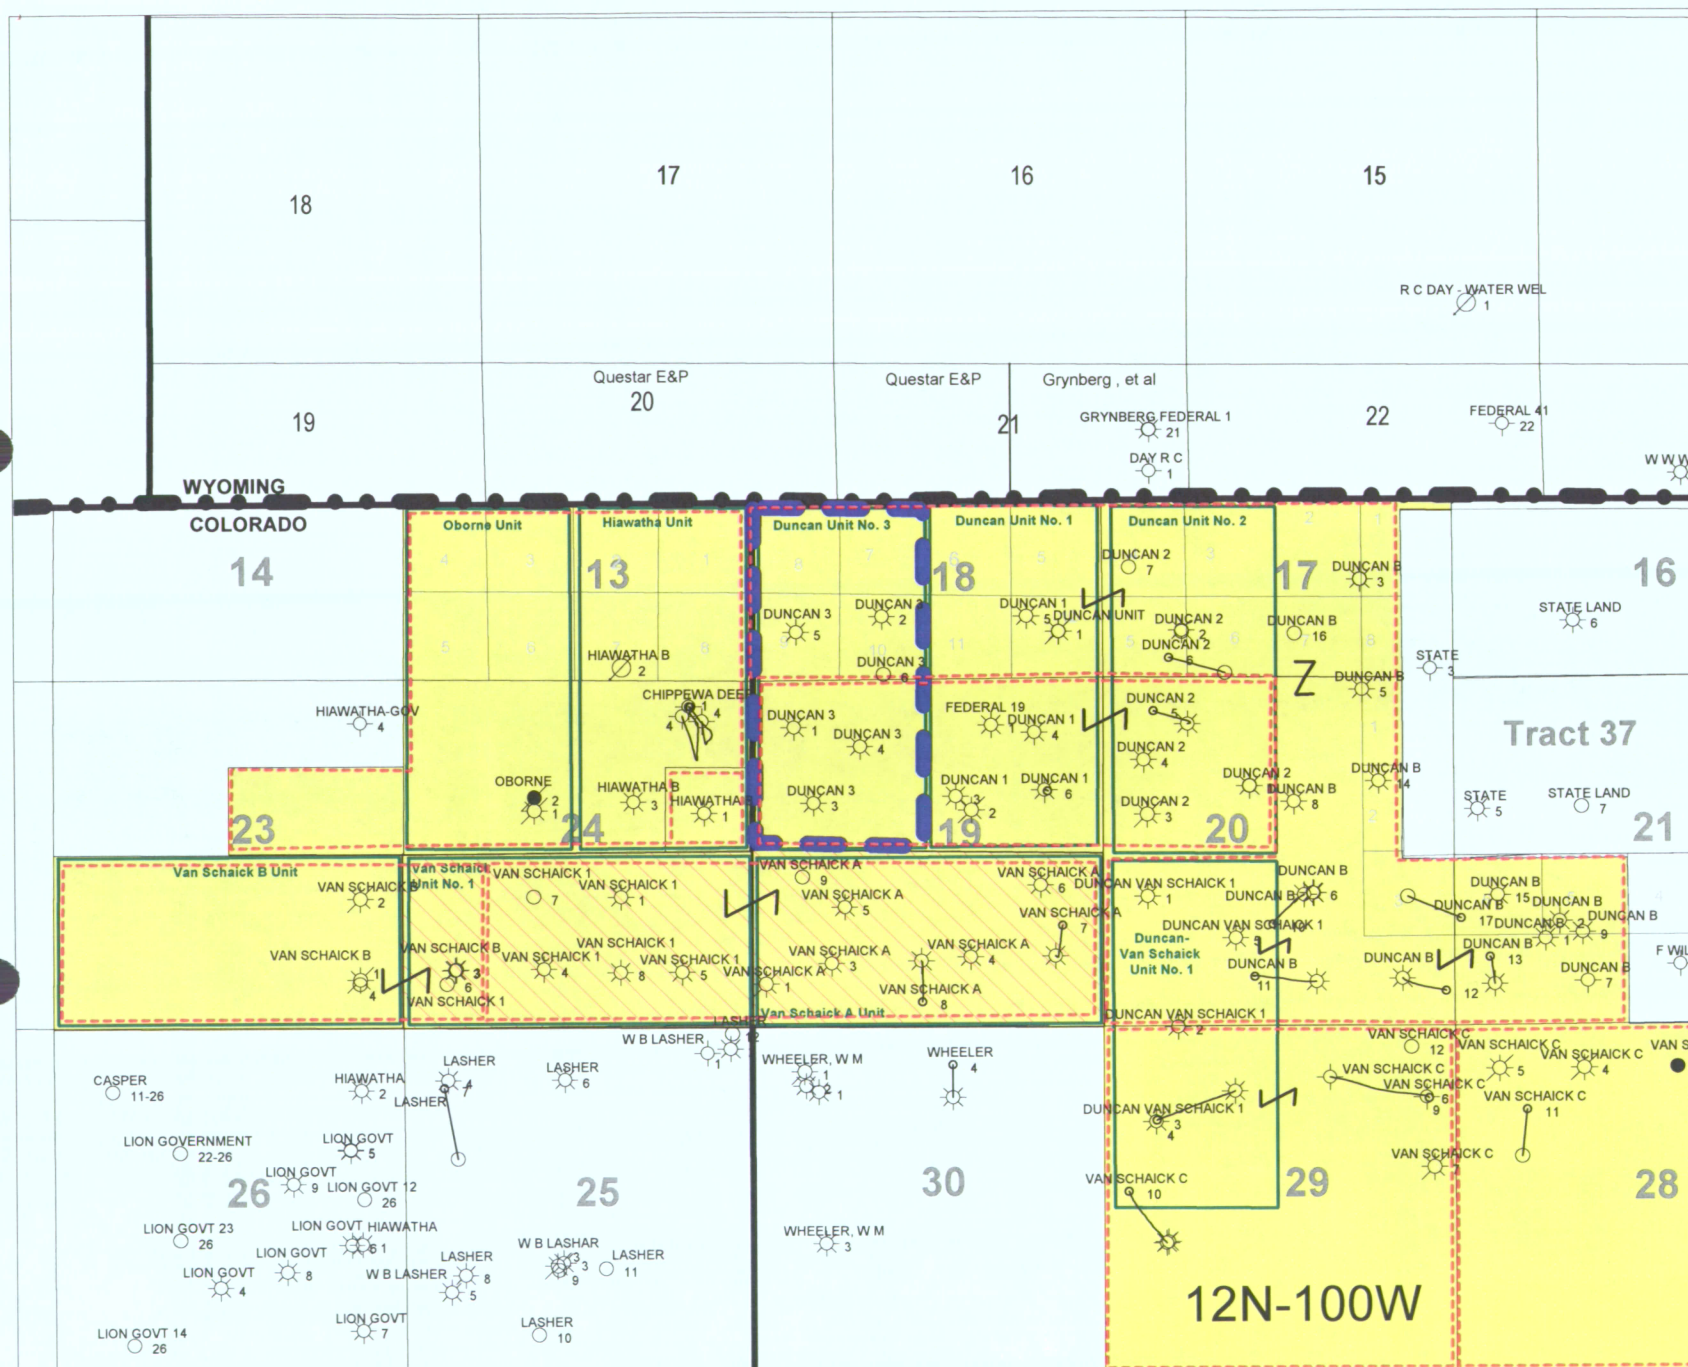 17
16
15
18
R C DAY - WATER WEL
1
Questar E&P
Questar E&P
Grynberg , et al
20
19
21
22
GRYNBERG FEDERAL 1
21
FEDERAL 41
22
DAY R C
1
WYOMING
COLORADO
Oborne Unit
Hiawatha Unit
Duncan Unit No. 3
Duncan Unit No. 1
Duncan Unit No. 2
14
13
18
17
16
DUNCAN 2
7
DUNCAN B
3
DUNCAN 3
5
DUNCAN 3
2
DUNCAN 1
5
DUNCAN UNIT
1
DUNCAN 2
2
DUNCAN B
16
STATE LAND
6
HIAWATHA B
2
DUNCAN 3
6
DUNCAN 2
6
STATE
3
Z
DUNCAN B
5
HIAWATHA-GOV
4
CHIPPEWA DEEP
1
4
4
DUNCAN 3
1
DUNCAN 3
4
FEDERAL 19
1
DUNCAN 1
4
DUNCAN 2
5
DUNCAN 2
4
Tract 37
OBORNE
2
1
HIAWATHA B
3
HIAWATHA B
1
DUNCAN 3
3
DUNCAN 1
3
2
DUNCAN 1
6
DUNCAN 2
3
DUNCAN 2
DUNCAN B
8
DUNCAN B
14
STATE
5
STATE LAND
7
23
24
19
20
21
Van Schaick B Unit
Van Schaick
Unit No. 1
VAN SCHAICK B
2
VAN SCHAICK 1
7
VAN SCHAICK 1
1
VAN SCHAICK A
9
VAN SCHAICK A
5
VAN SCHAICK A
6
DUNCAN VAN SCHAICK 1
1
DUNCAN B
DUNCAN B
6
DUNCAN B
15
DUNCAN B
17
VAN SCHAICK A
7
DUNCAN VAN SCHAICK 1
DUNCAN B
2
1
DUNCAN B
9
Duncan-
Van Schaick
Unit No. 1
VAN SCHAICK B
1
4
VAN SCHAICK B
3
6
VAN SCHAICK 1
VAN SCHAICK 1
4
VAN SCHAICK 1
8
5
VAN SCHAICK A
1
VAN SCHAICK A
3
VAN SCHAICK A
4
VAN SCHAICK A
8
DUNCAN B
11
DUNCAN B
12
DUNCAN B
13
DUNCAN B
7
Van Schaick A Unit
DUNCAN VAN SCHAICK 1
2
LASHER
12
W B LASHER
1
WHEELER, W M
1
2
1
WHEELER
4
VAN SCHAICK C
12
VAN SCHAICK C
5
VAN SCHAICK C
4
CASPER
11-26
HIAWATHA
2
LASHER
LASHER
LASHER
6
VAN SCHAICK C
VAN SCHAICK C
6
9
VAN SCHAICK C
11
DUNCAN VAN SCHAICK 1
3
4
LION GOVERNMENT
22-26
LION GOVT
5
LION GOVT
9
LION GOVT 12
26
VAN SCHAICK C
VAN SCHAICK C
10
26
25
30
29
28
LION GOVT 23
26
LION GOVT
6
HIAWATHA
1
LION GOVT
8
LION GOVT
4
W B LASHER
5
LASHER
8
W B LASHAR
3
3
9
LASHER
11
WHEELER, W M
3
LION GOVT
7
LION GOVT 14
26
LASHER
10
12N-100W